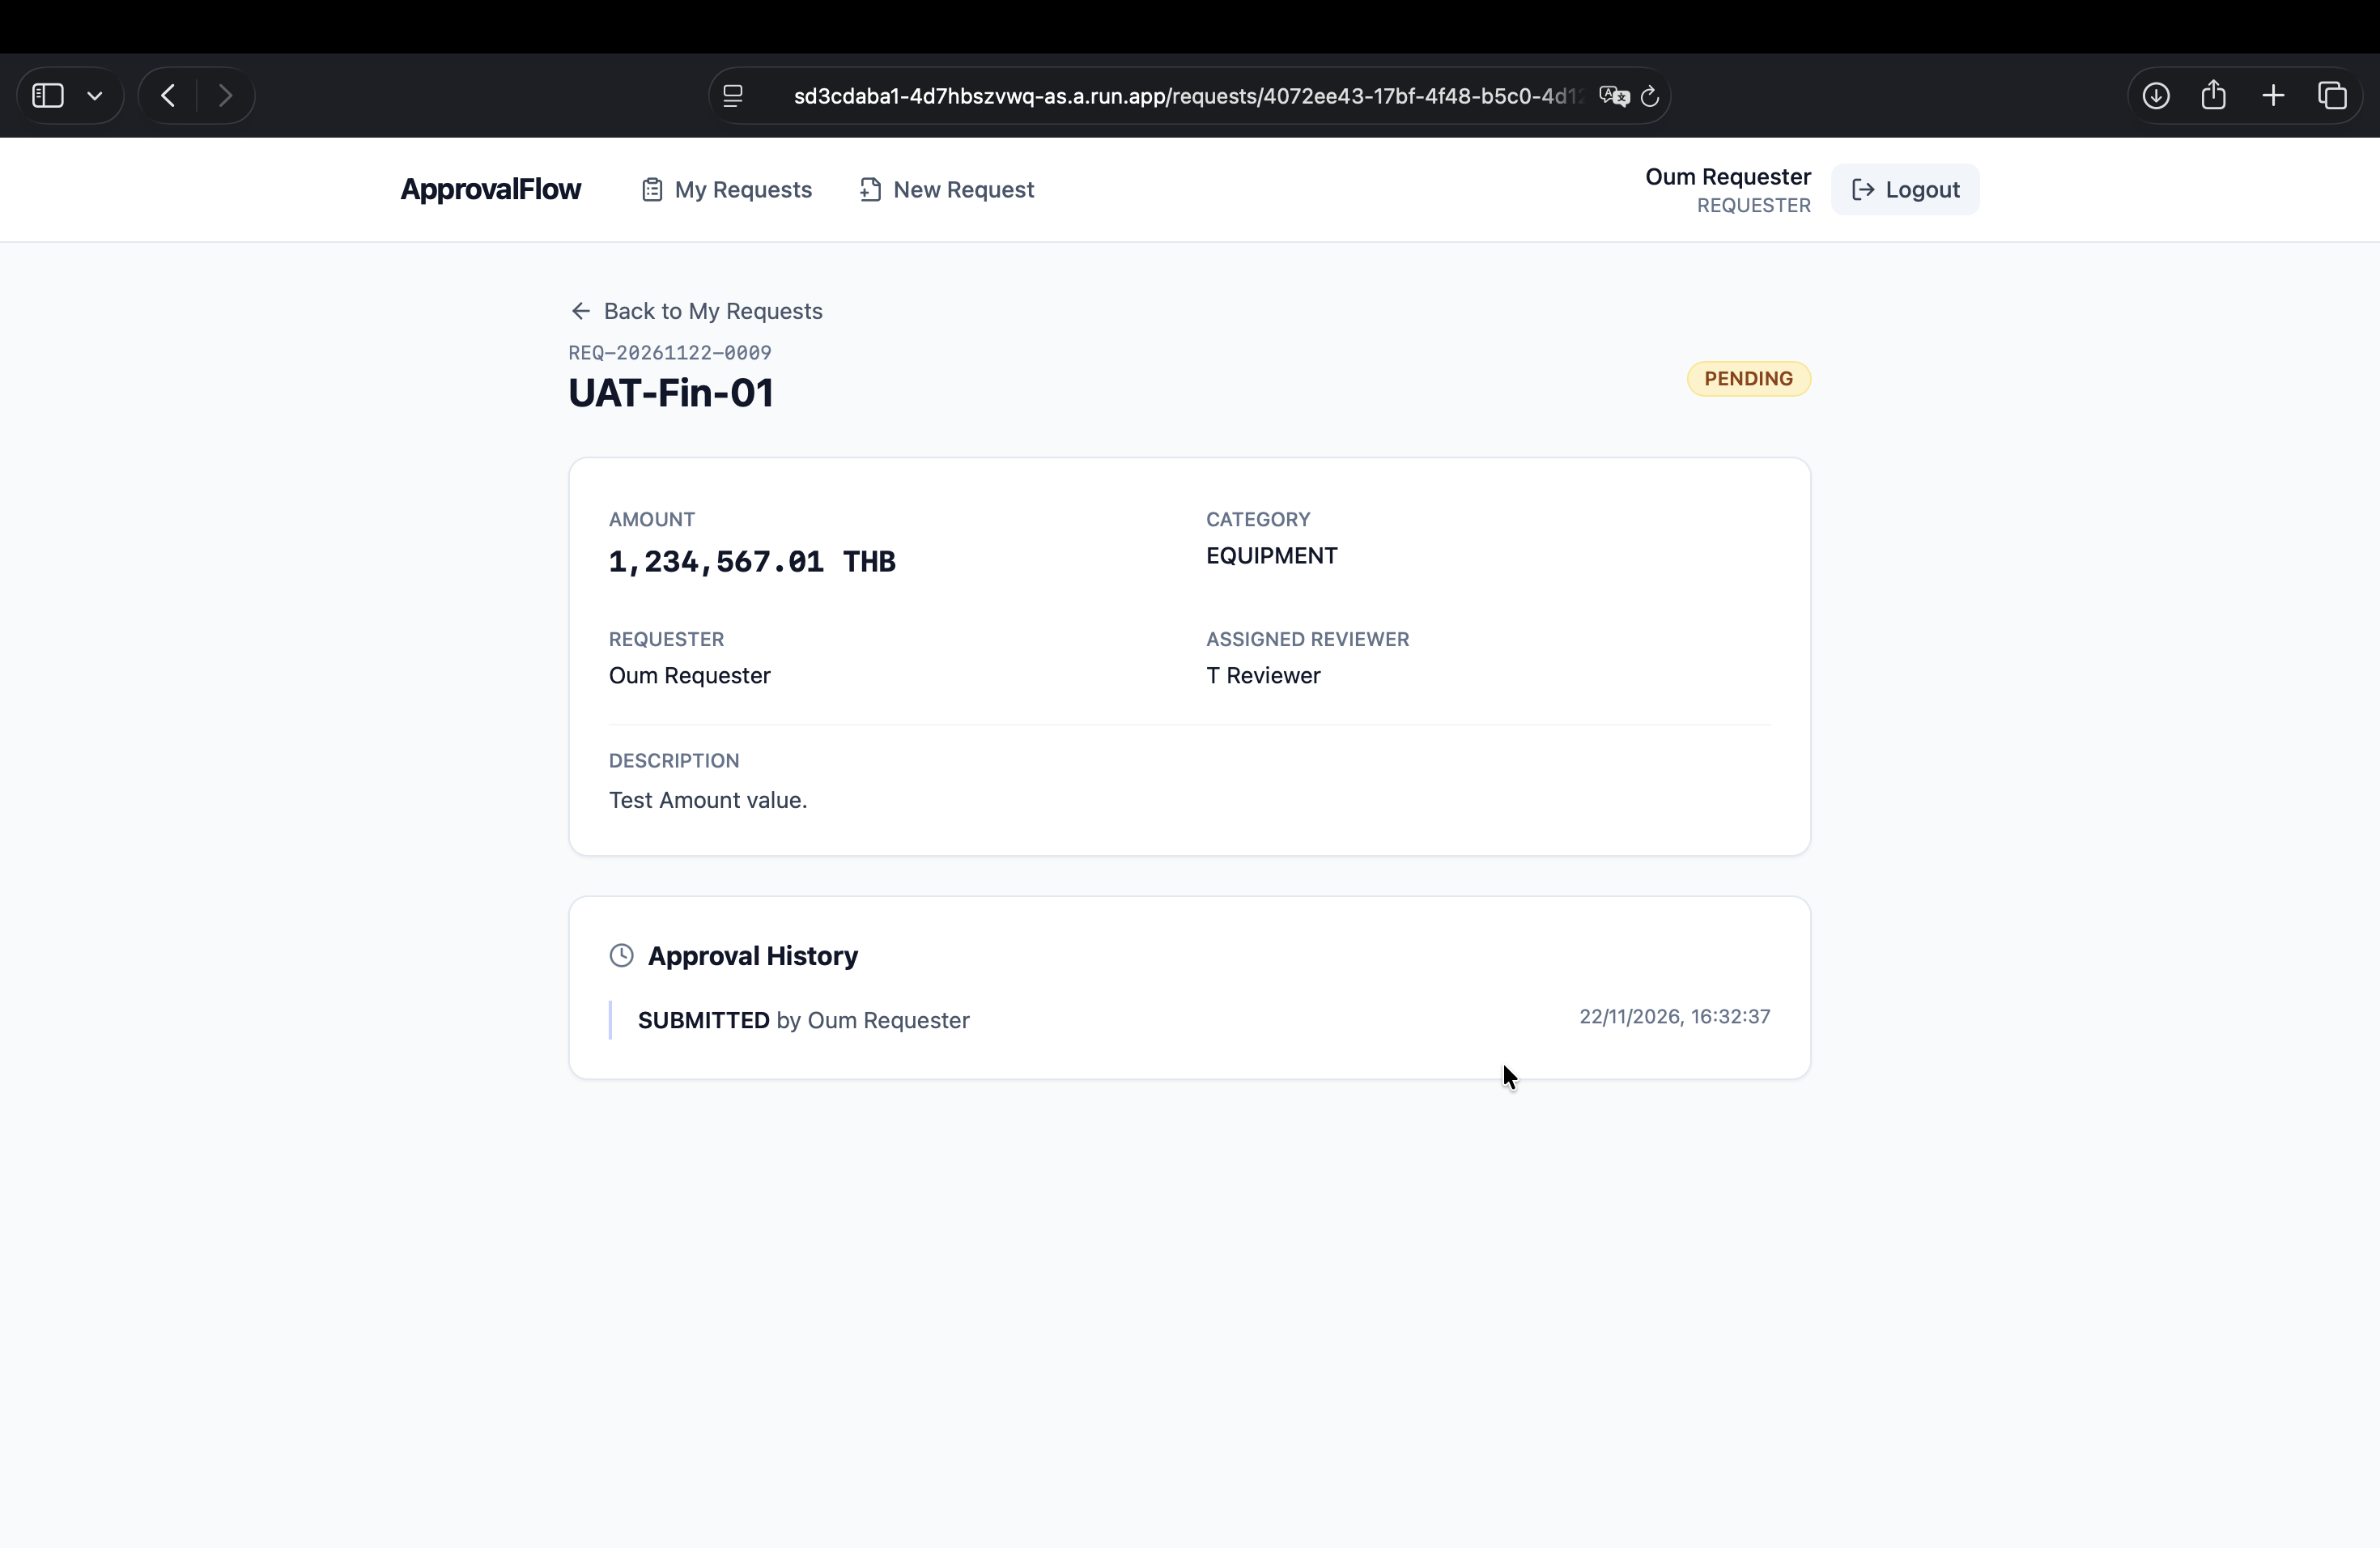 sd3cdaba1-4d7hbszvwq-as.a.run.app/requests/4072ee43-17bf-4f48-b5c0-4d12
ApprovalFlow
My Requests
New Request
Oum Requester
REQUESTER
Logout
Back to My Requests
REQ-20261122-0009
UAT-Fin-01
PENDING
AMOUNT
1,234,567.01 THB
CATEGORY
EQUIPMENT
REQUESTER
Oum Requester
ASSIGNED REVIEWER
T Reviewer
DESCRIPTION
Test Amount value.
Approval History
SUBMITTED by Oum Requester
22/11/2026, 16:32:37